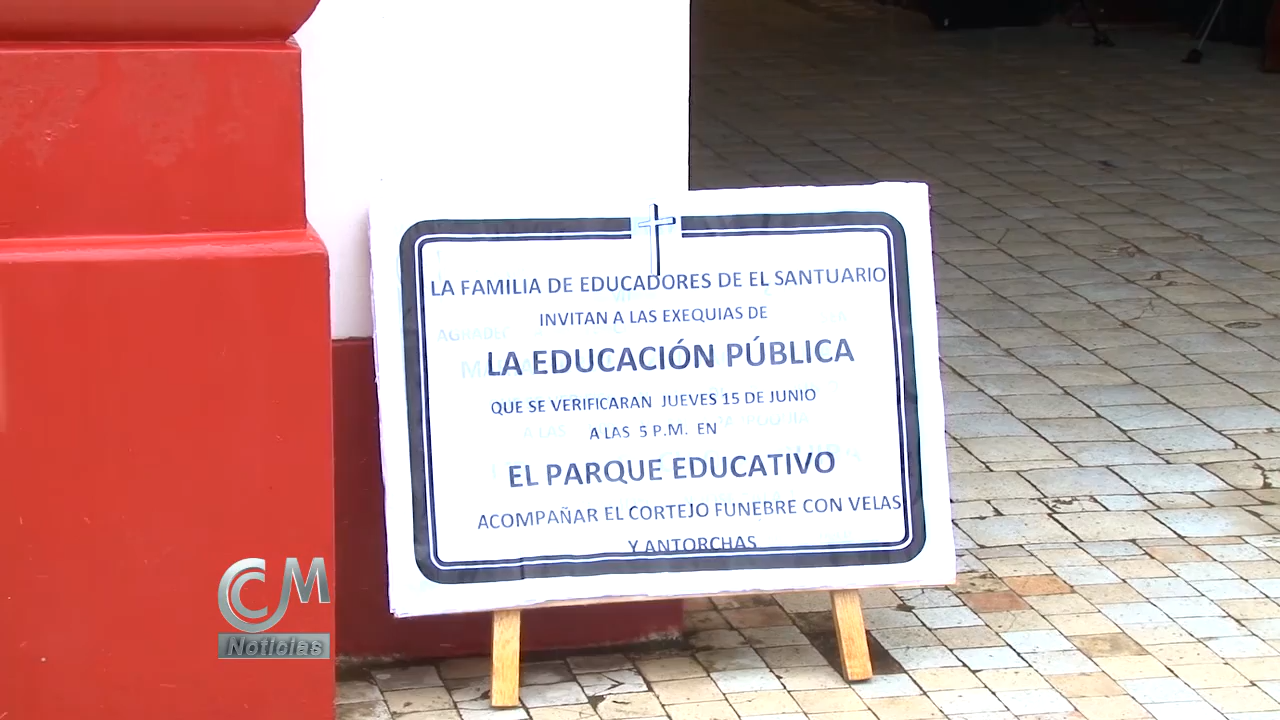 LA FAMILIA DE EDUCADORES DE EL SANTUARIO
INVITAN A LAS EXEQUIAS DE
LA EDUCACIÓN PÚBLICA
QUE SE VERIFICARAN JUEVES 15 DE JUNIO
A LAS 5 P.M. EN
EL PARQUE EDUCATIVO
ACOMPAÑAR EL CORTEJO FUNEBRE CON VELAS
Y ANTORCHAS
CM
Noticias